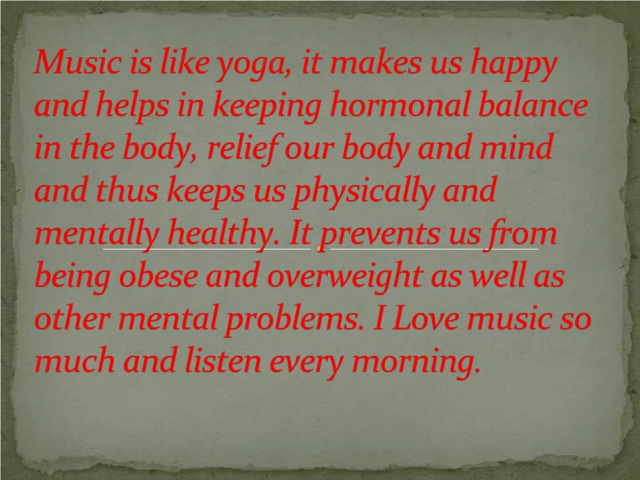 Music is like yoga, it makes us happy
and helps in keeping hormonal balance
in the body, relief our body and mind
and thus keeps us physically and
mentally healthy. It prevents us from
being obese and overweight as well as
other mental problems. I Love music so
much and listen every morning.